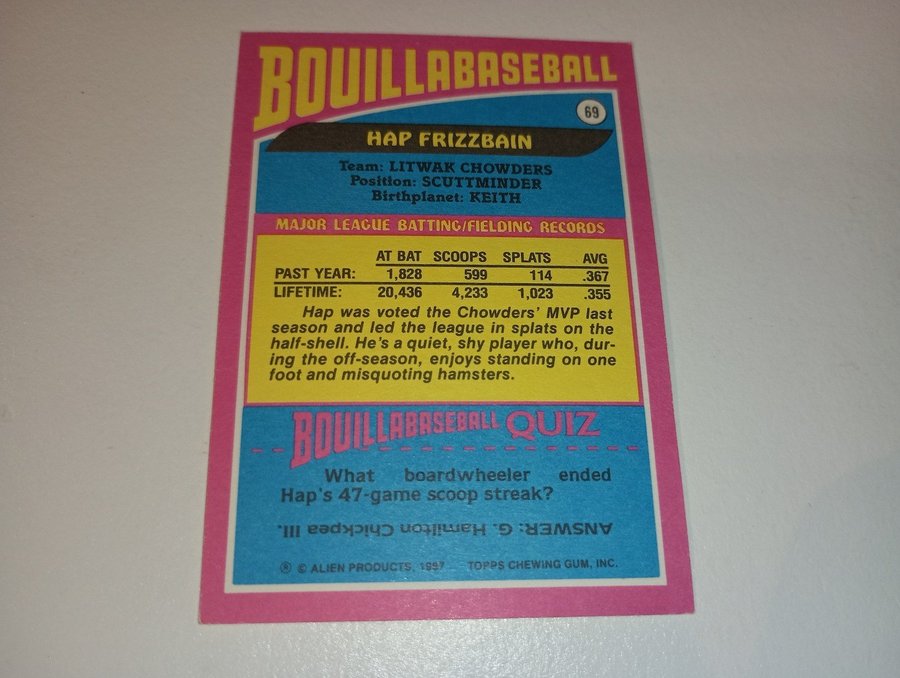 BOUILLABASEBALL
69
HAP FRIZZBAIN
Team: LITWAK CHOWDERS
Position: SCUTTMINDER
Birthplanet: KEITH
MAJOR LEAGUE BATTING/FIELDING RECORDS
AT BAT SCOOPS SPLATS AVG
PAST YEAR: 1,828 599 114 .367
LIFETIME: 20,436 4,233 1,023 .355
Hap was voted the Chowders' MVP last
season and led the league in splats on the
half-shell. He's a quiet, shy player who, dur-
ing the off-season, enjoys standing on one
foot and misquoting hamsters.
BOUILLABASEBALL QUIZ
What boardwheeler ended
Hap's 47-game scoop streak?
ANSWER: G. Hamilton Chickpea III.
® © ALIEN PRODUCTS, 1987 TOPPS CHEWING GUM, INC.